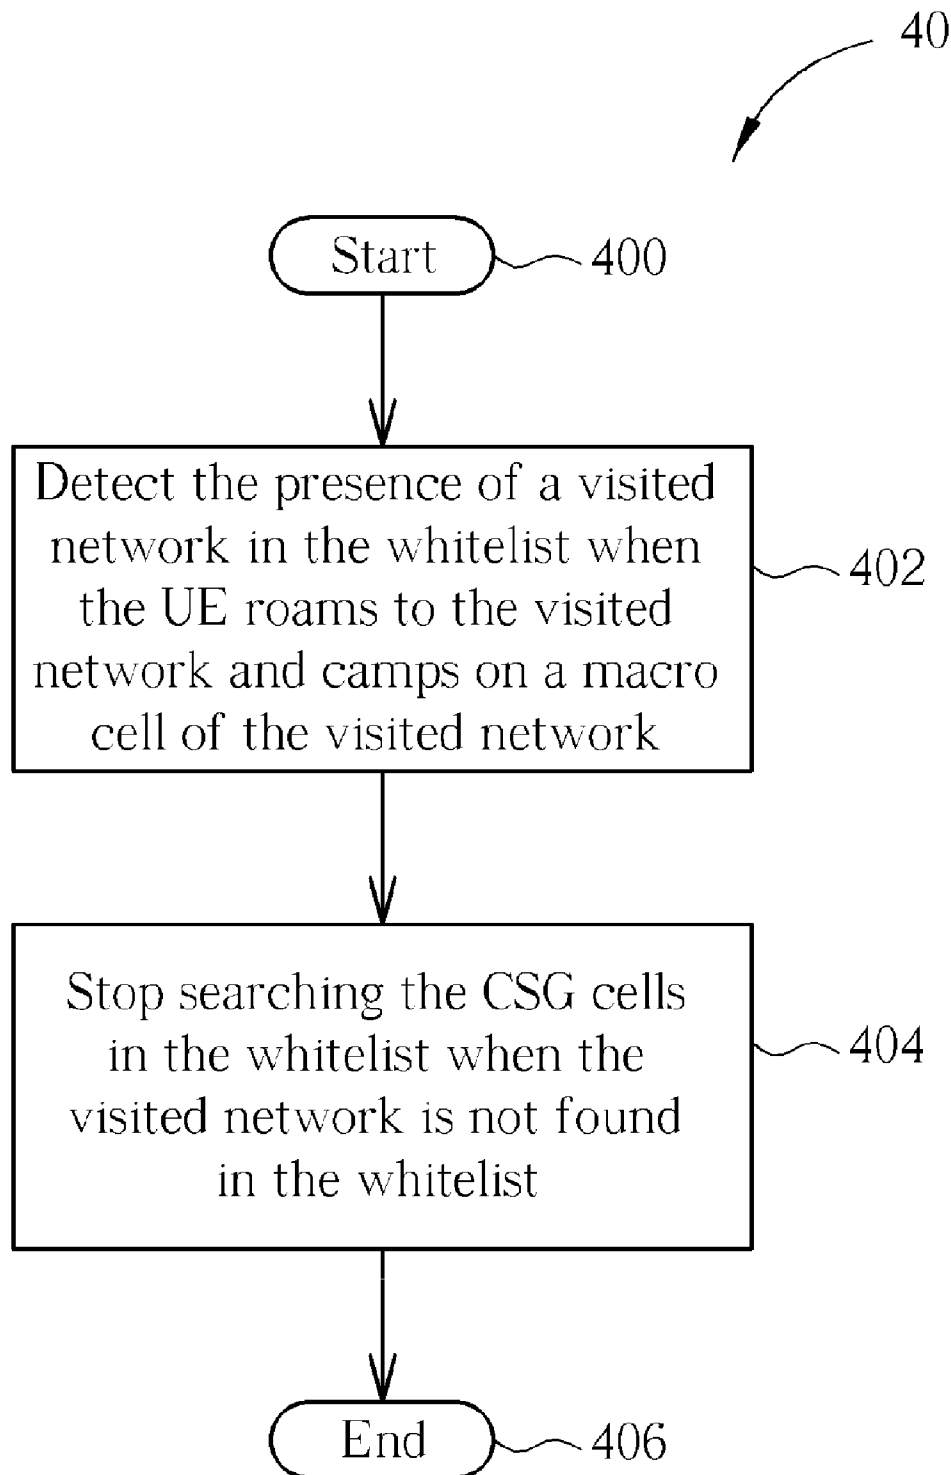 40
Start
400
Detect the presence of a visited
network in the whitelist when
the UE roams to the visited
network and camps on a macro
cell of the visited network
402
Stop searching the CSG cells
in the whitelist when the
visited network is not found
in the whitelist
404
End
406